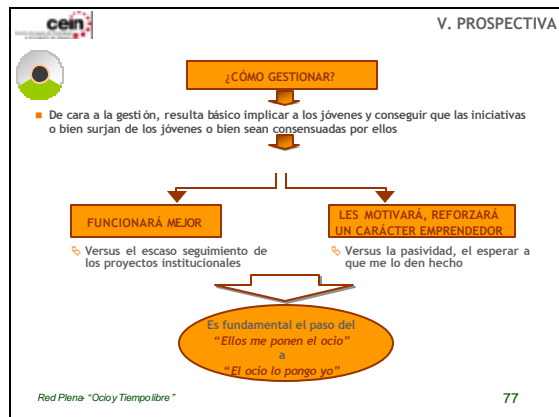 cein
V. PROSPECTIVA
¿CÓMO GESTIONAR?
De cara a la gestión, resulta básico implicar a los jóvenes y conseguir que las iniciativas
o bien surjan de los jóvenes o bien sean consensuadas por ellos
FUNCIONARÁ MEJOR
LES MOTIVARÁ, REFORZARÁ
UN CARÁCTER EMPRENDEDOR
Versus el escaso seguimiento de
los proyectos institucionales
Versus la pasividad, el esperar a
que me lo den hecho
Es fundamental el paso del
“Ellos me ponen el ocio”
a
“El ocio lo pongo yo”
Red Plena- “Ocio y Tiempo libre”
77